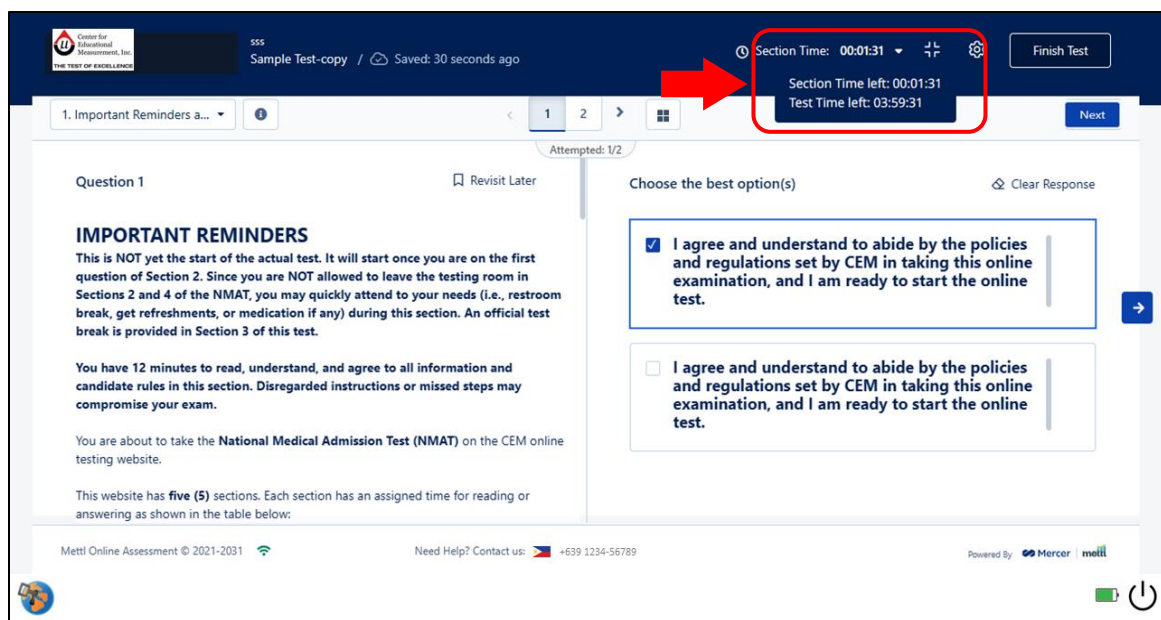 Center for
Educational
Measurement, Inc.
THE TEST OF EXCELLENCE
sss
Sample Test-copy / Saved: 30 seconds ago
Section Time: 00:01:31
Finish Test
Section Time left: 00:01:31
Test Time left: 03:59:31
1. Important Reminders a...
1 2
Next
Attempted: 1/2
Question 1
Revisit Later
IMPORTANT REMINDERS
This is NOT yet the start of the actual test. It will start once you are on the first
question of Section 2. Since you are NOT allowed to leave the testing room in
Sections 2 and 4 of the NMAT, you may quickly attend to your needs (i.e., restroom
break, get refreshments, or medication if any) during this section. An official test
break is provided in Section 3 of this test.
You have 12 minutes to read, understand, and agree to all information and
candidate rules in this section. Disregarded instructions or missed steps may
compromise your exam.
You are about to take the National Medical Admission Test (NMAT) on the CEM online
testing website.
This website has five (5) sections. Each section has an assigned time for reading or
answering as shown in the table below:
Choose the best option(s)
Clear Response
I agree and understand to abide by the policies
and regulations set by CEM in taking this online
examination, and I am ready to start the online
test.
I agree and understand to abide by the policies
and regulations set by CEM in taking this online
examination, and I am ready to start the online
test.
Mettl Online Assessment © 2021-2031
Need Help? Contact us: +639 1234-56789
Powered By Mercer | mettl